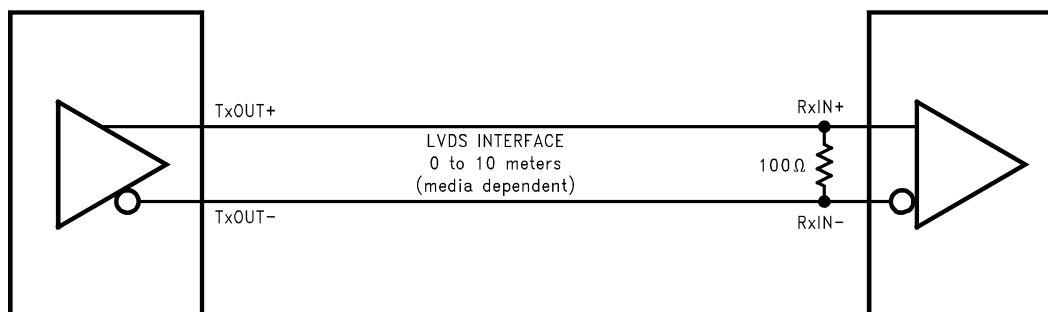 TxOUT+
RxIN+
LVDS INTERFACE
0 to 10 meters
(media dependent)
100Ω
TxOUT−
RxIN−